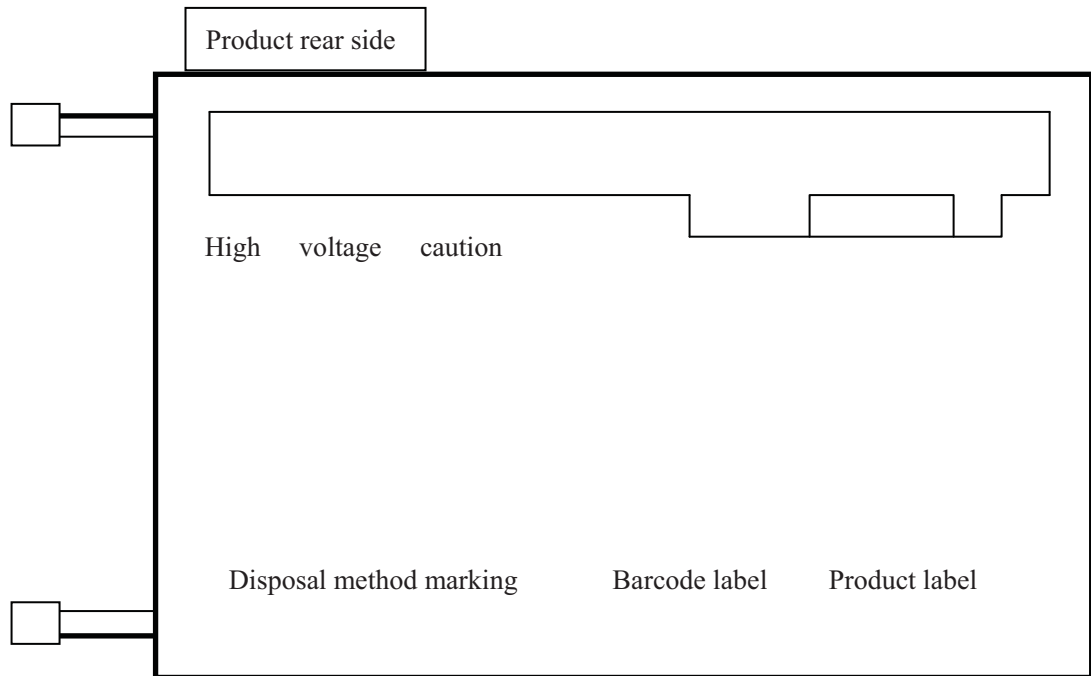 Product rear side
High voltage caution
Disposal method marking Barcode label Product label